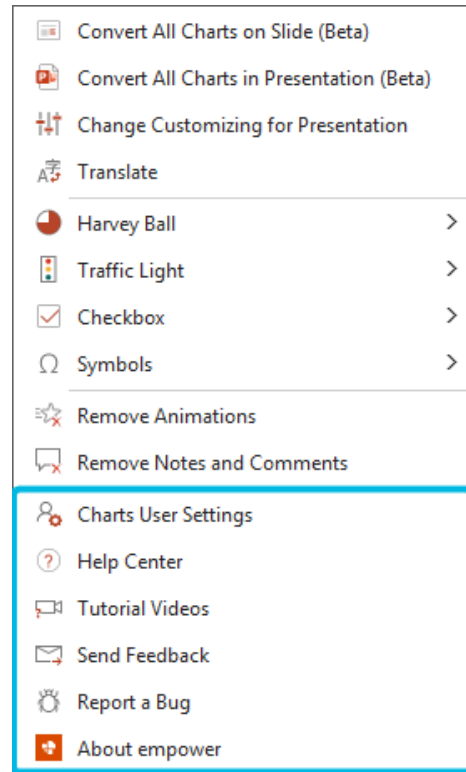 Convert All Charts on Slide (Beta)
Convert All Charts in Presentation (Beta)
Change Customizing for Presentation
Translate
Harvey Ball
Traffic Light
Checkbox
Symbols
Remove Animations
Remove Notes and Comments
Charts User Settings
Help Center
Tutorial Videos
Send Feedback
Report a Bug
About empower